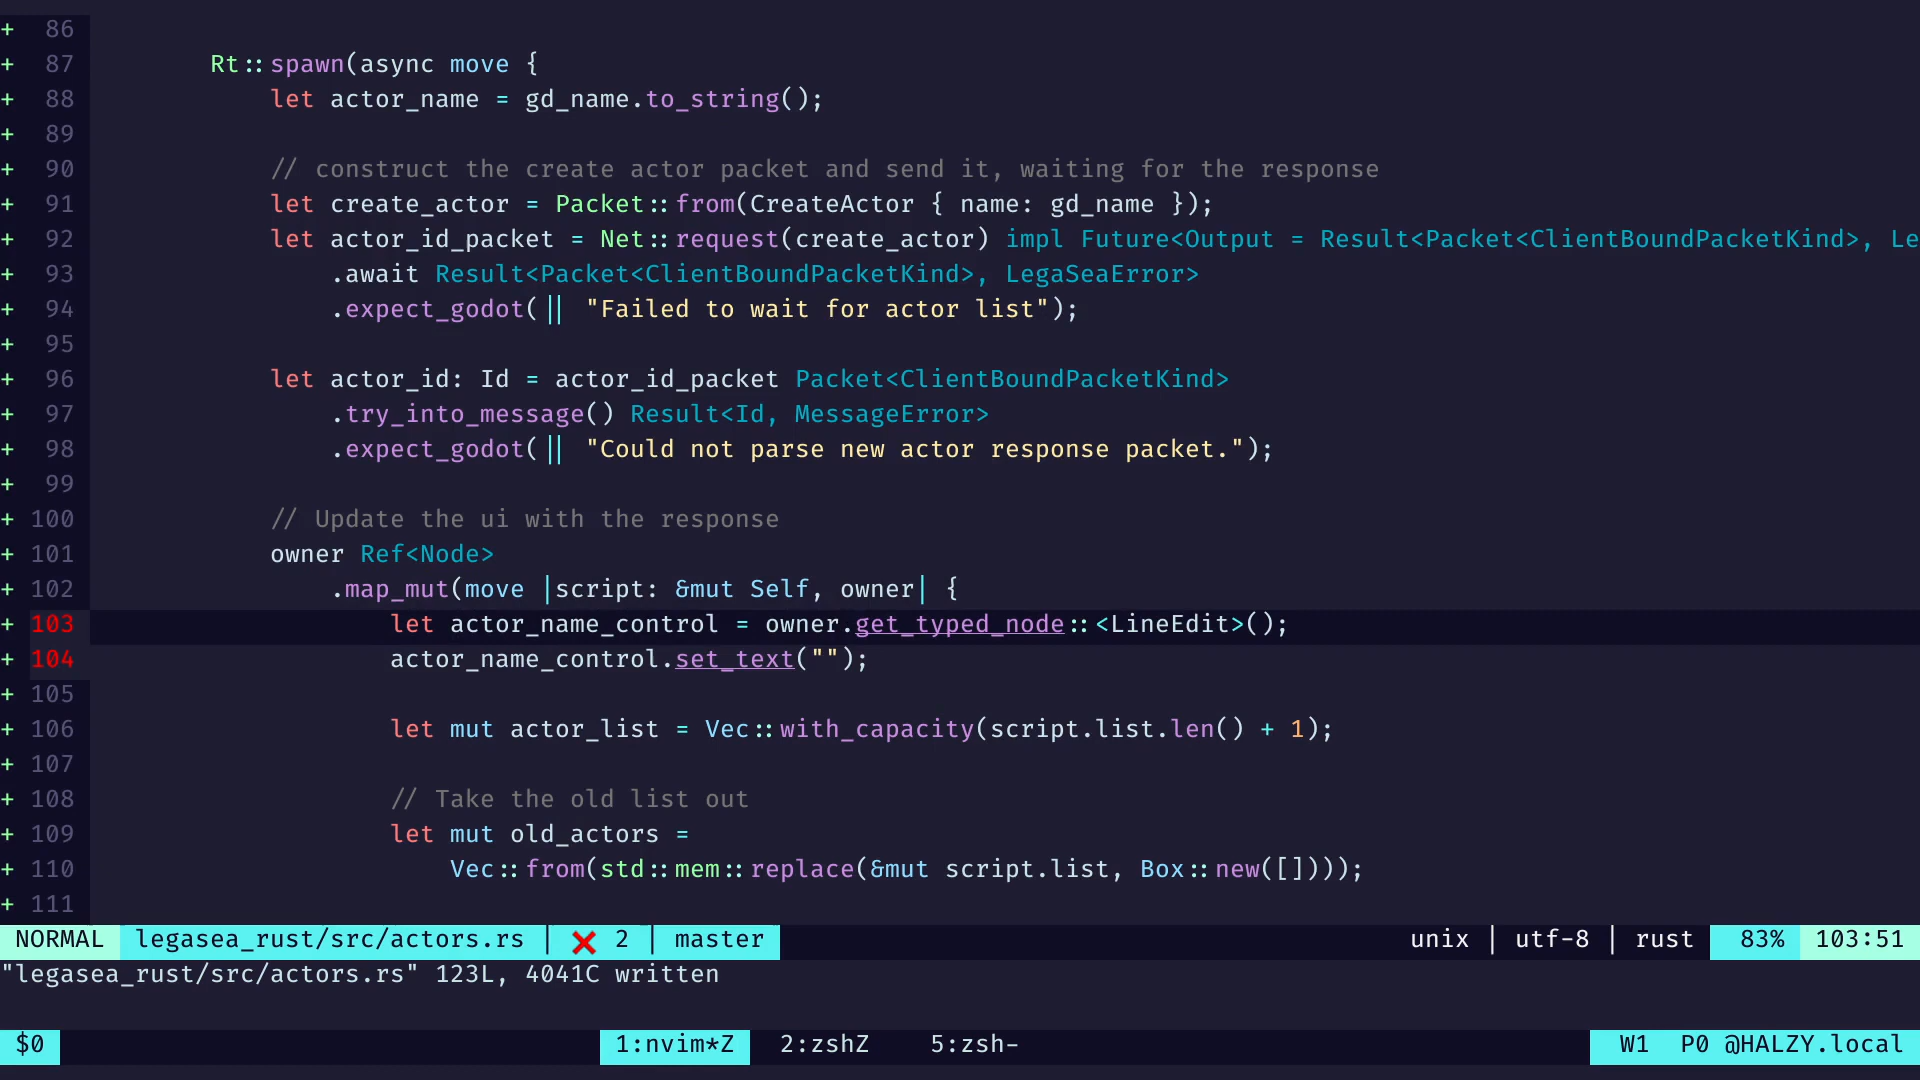 + 86
+ 87 Rt::spawn(async move {
+ 88 let actor_name = gd_name.to_string();
+ 89
+ 90 // construct the create actor packet and send it, waiting for the response
+ 91 let create_actor = Packet::from(CreateActor { name: gd_name });
+ 92 let actor_id_packet = Net::request(create_actor) impl Future<Output = Result<Packet<ClientBoundPacketKind>, Le
+ 93 .await Result<Packet<ClientBoundPacketKind>, LegaSeaError>
+ 94 .expect_godot(|| "Failed to wait for actor list");
+ 95
+ 96 let actor_id: Id = actor_id_packet Packet<ClientBoundPacketKind>
+ 97 .try_into_message() Result<Id, MessageError>
+ 98 .expect_godot(|| "Could not parse new actor response packet.");
+ 99
+ 100 // Update the ui with the response
+ 101 owner Ref<Node>
+ 102 .map_mut(move |script: &mut Self, owner| {
+ 103 let actor_name_control = owner.get_typed_node::<LineEdit>();
+ 104 actor_name_control.set_text("");
+ 105
+ 106 let mut actor_list = Vec::with_capacity(script.list.len() + 1);
+ 107
+ 108 // Take the old list out
+ 109 let mut old_actors =
+ 110 Vec::from(std::mem::replace(&mut script.list, Box::new([])));
+ 111
NORMAL legasea_rust/src/actors.rs | ❌ 2 | master unix | utf-8 | rust 83% 103:51
"legasea_rust/src/actors.rs" 123L, 4041C written
$0 1:nvim*Z 2:zshZ 5:zsh- W1 P0 @HALZY.local